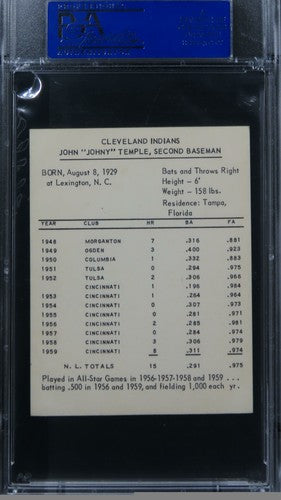 CLEVELAND INDIANS
JOHN "JOHNY" TEMPLE, SECOND BASEMAN
BORN, August 8, 1929
at Lexington, N. C.
Bats and Throws Right
Height - 6'
Weight - 158 lbs.
Residence: Tampa,
Florida
YEAR CLUB HR BA FA
1948 MORGANTON 7 .316 .881
1949 OGDEN 3 .400 .923
1950 COLUMBIA 1 .332 .883
1951 TULSA 0 .294 .975
1952 TULSA 2 .306 .968
CINCINNATI 1 .196 .984
1953 CINCINNATI 1 .264 .964
1954 CINCINNATI 0 .307 .973
1955 CINCINNATI 0 .281 .971
1956 CINCINNATI 2 .285 .981
1957 CINCINNATI 0 .284 .971
1958 CINCINNATI 3 .306 .979
1959 CINCINNATI 8 .311 .974
N. L. TOTALS 15 .291 .975
Played in All-Star Games in 1956-1957-1958 and 1959 ...
batting .500 in 1956 and 1959, and fielding 1,000 each yr.